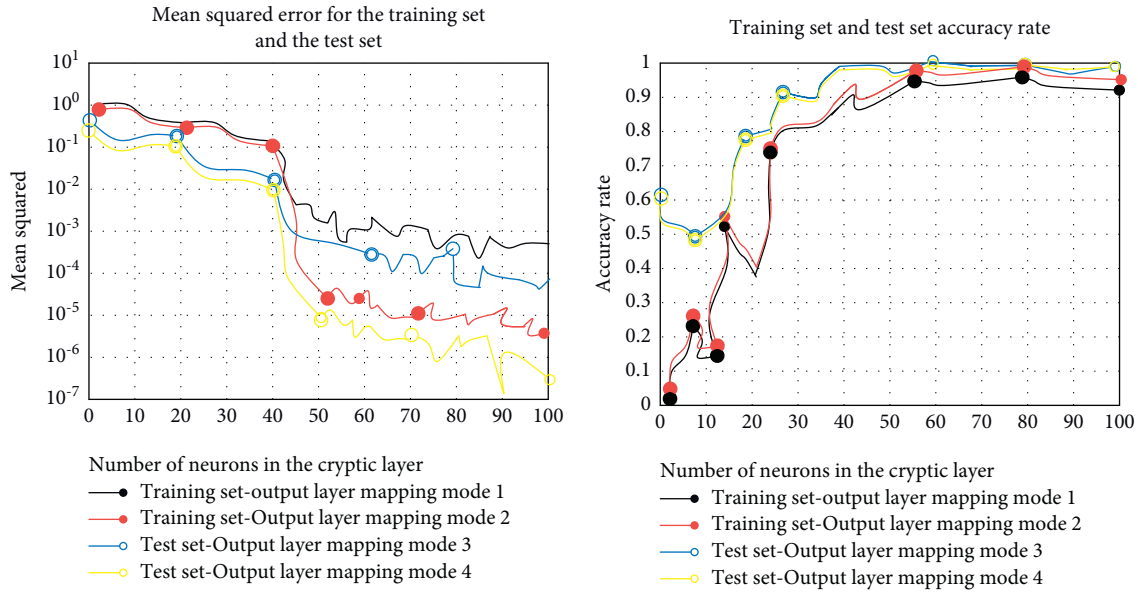 Mean squared error for the training set
and the test set
Mean squared
10^1
10^0
10^-1
10^-2
10^-3
10^-4
10^-5
10^-6
10^-7
0 10 20 30 40 50 60 70 80 90 100
Number of neurons in the cryptic layer
Training set-output layer mapping mode 1
Training set-Output layer mapping mode 2
Test set-Output layer mapping mode 3
Test set-Output layer mapping mode 4
Training set and test set accuracy rate
Accuracy rate
1
0.9
0.8
0.7
0.6
0.5
0.4
0.3
0.2
0.1
0
0 10 20 30 40 50 60 70 80 90 100
Number of neurons in the cryptic layer
Training set-output layer mapping mode 1
Training set-Output layer mapping mode 2
Test set-Output layer mapping mode 3
Test set-Output layer mapping mode 4